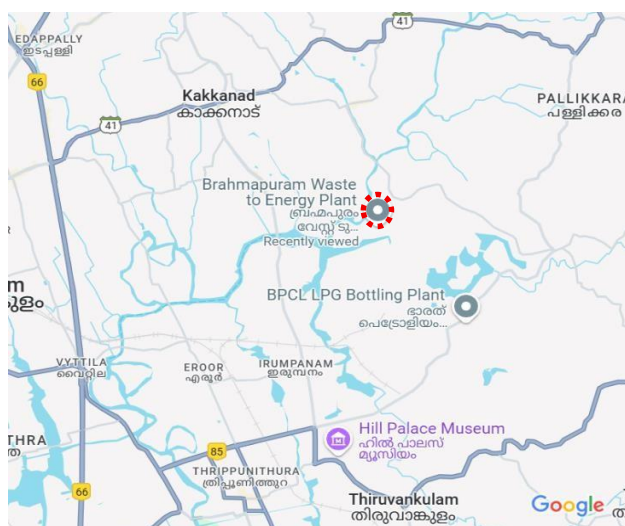 41
EDAPPALLY
ഇടപ്പള്ളി
66
Kakkanad
കാക്കനാട്
41
PALLIKKARA
പള്ളിക്കര
Brahmapuram Waste
to Energy Plant
ബ്രഹ്മപുരം
വേസ്റ്റ് ടു...
Recently viewed
BPCL LPG Bottling Plant
ഭാരത്
പെട്രോളിയം...
m
ുളം
VYTTILA
വൈറ്റില
EROOR
എരൂർ
IRUMPANAM
ഇരുമ്പനം
Hill Palace Museum
ഹിൽ പാലസ്
മ്യൂസിയം
THRA
85
THRIPPUNITHURA
തൃപ്പൂണിത്തുറ
66
Thiruvankulam
തിരുവാങ്കുളം
Google